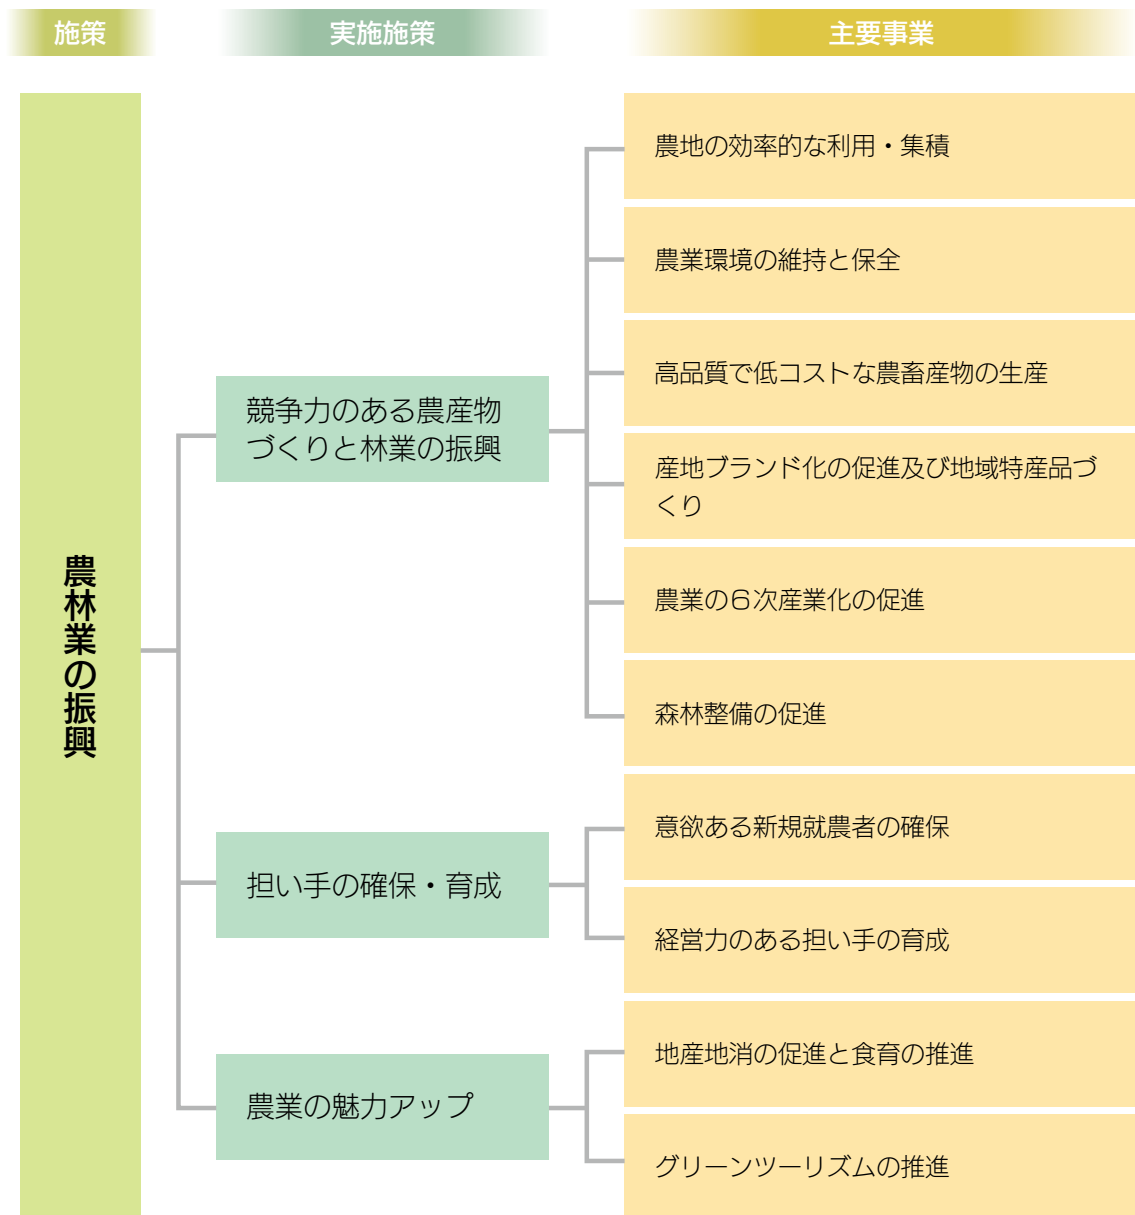 施策
実施施策
主要事業
農林業の振興
競争力のある農産物
づくりと林業の振興
農地の効率的な利用・集積
農業環境の維持と保全
高品質で低コストな農畜産物の生産
産地ブランド化の促進及び地域特産品づ
くり
農業の６次産業化の促進
森林整備の促進
担い手の確保・育成
意欲ある新規就農者の確保
経営力のある担い手の育成
農業の魅力アップ
地産地消の促進と食育の推進
グリーンツーリズムの推進